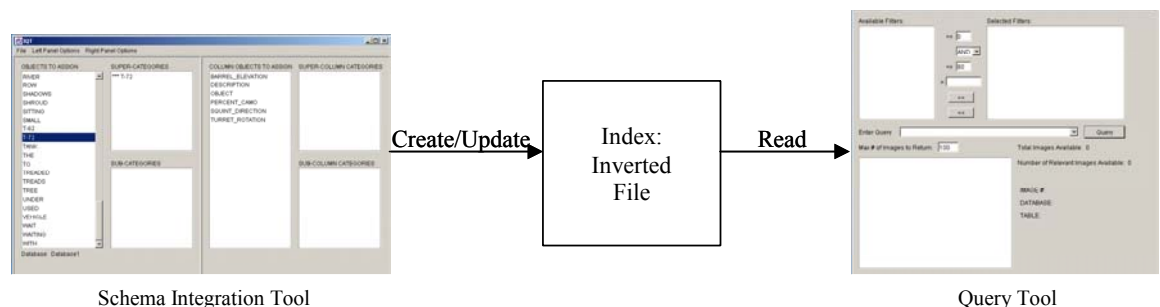 File Left Panel Options Right Panel Options
OBJECTS TO ASSIGN
SUPER-CATEGORIES
COLUMN OBJECTS TO ASSIGN
SUPER-COLUMN CATEGORIES
RIVER
ROW
SHADOWS
SHROUD
SITTING
SMALL
T-62
T-72
TANK
THE
TO
TREADED
TREADS
TREE
UNDER
USED
VEHICLE
WAIT
WAITING
WITH
*** T-72
SUB-CATEGORIES
BARREL_ELEVATION
DESCRIPTION
OBJECT
PERCENT_CAMO
SQUINT_DIRECTION
TURRET_ROTATION
SUB-COLUMN CATEGORIES
Database: Database1
Schema Integration Tool
Create/Update
Index:
Inverted
File
Read
Available Filters:
Selected Filters:
AND
Enter Query:
Query
Max # of Images to Return: 100
Total Images Available: 0
Number of Relevant Images Available: 0
IMAGE #:
DATABASE:
TABLE:
Query Tool